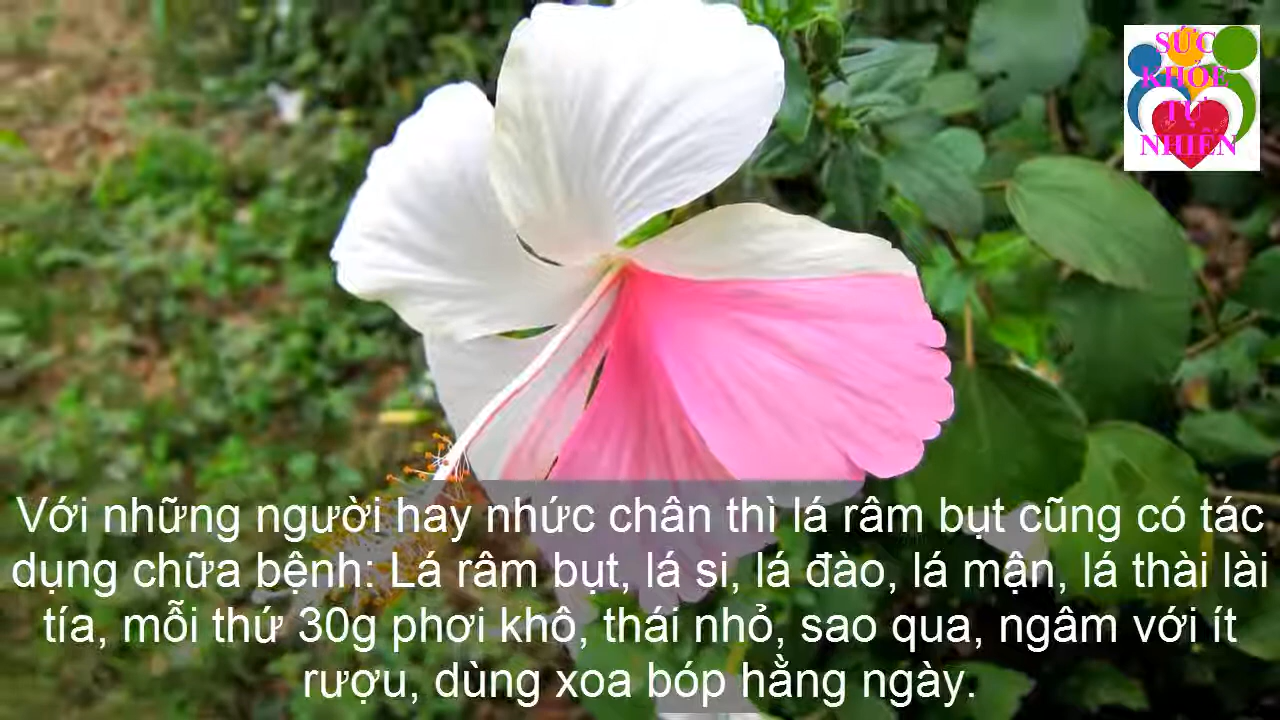 SỨC
KHỎE
TỰ
NHIÊN
Với những người hay nhức chân thì lá râm bụt cũng có tác
dụng chữa bệnh: Lá râm bụt, lá si, lá đào, lá mận, lá thài lài
tía, mỗi thứ 30g phơi khô, thái nhỏ, sao qua, ngâm với ít
rượu, dùng xoa bóp hằng ngày.